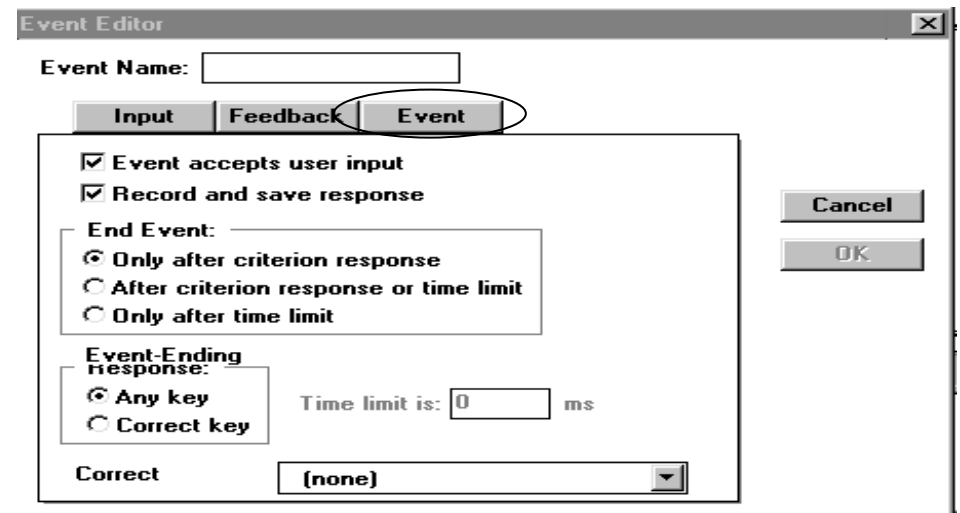 Event Editor
Event Name:
Input Feedback Event
Event accepts user input
Record and save response
Cancel
End Event:
OK
Only after criterion response
After criterion response or time limit
Only after time limit
Event-Ending
Response:
Any key
Time limit is: 0 ms
Correct key
Correct (none)